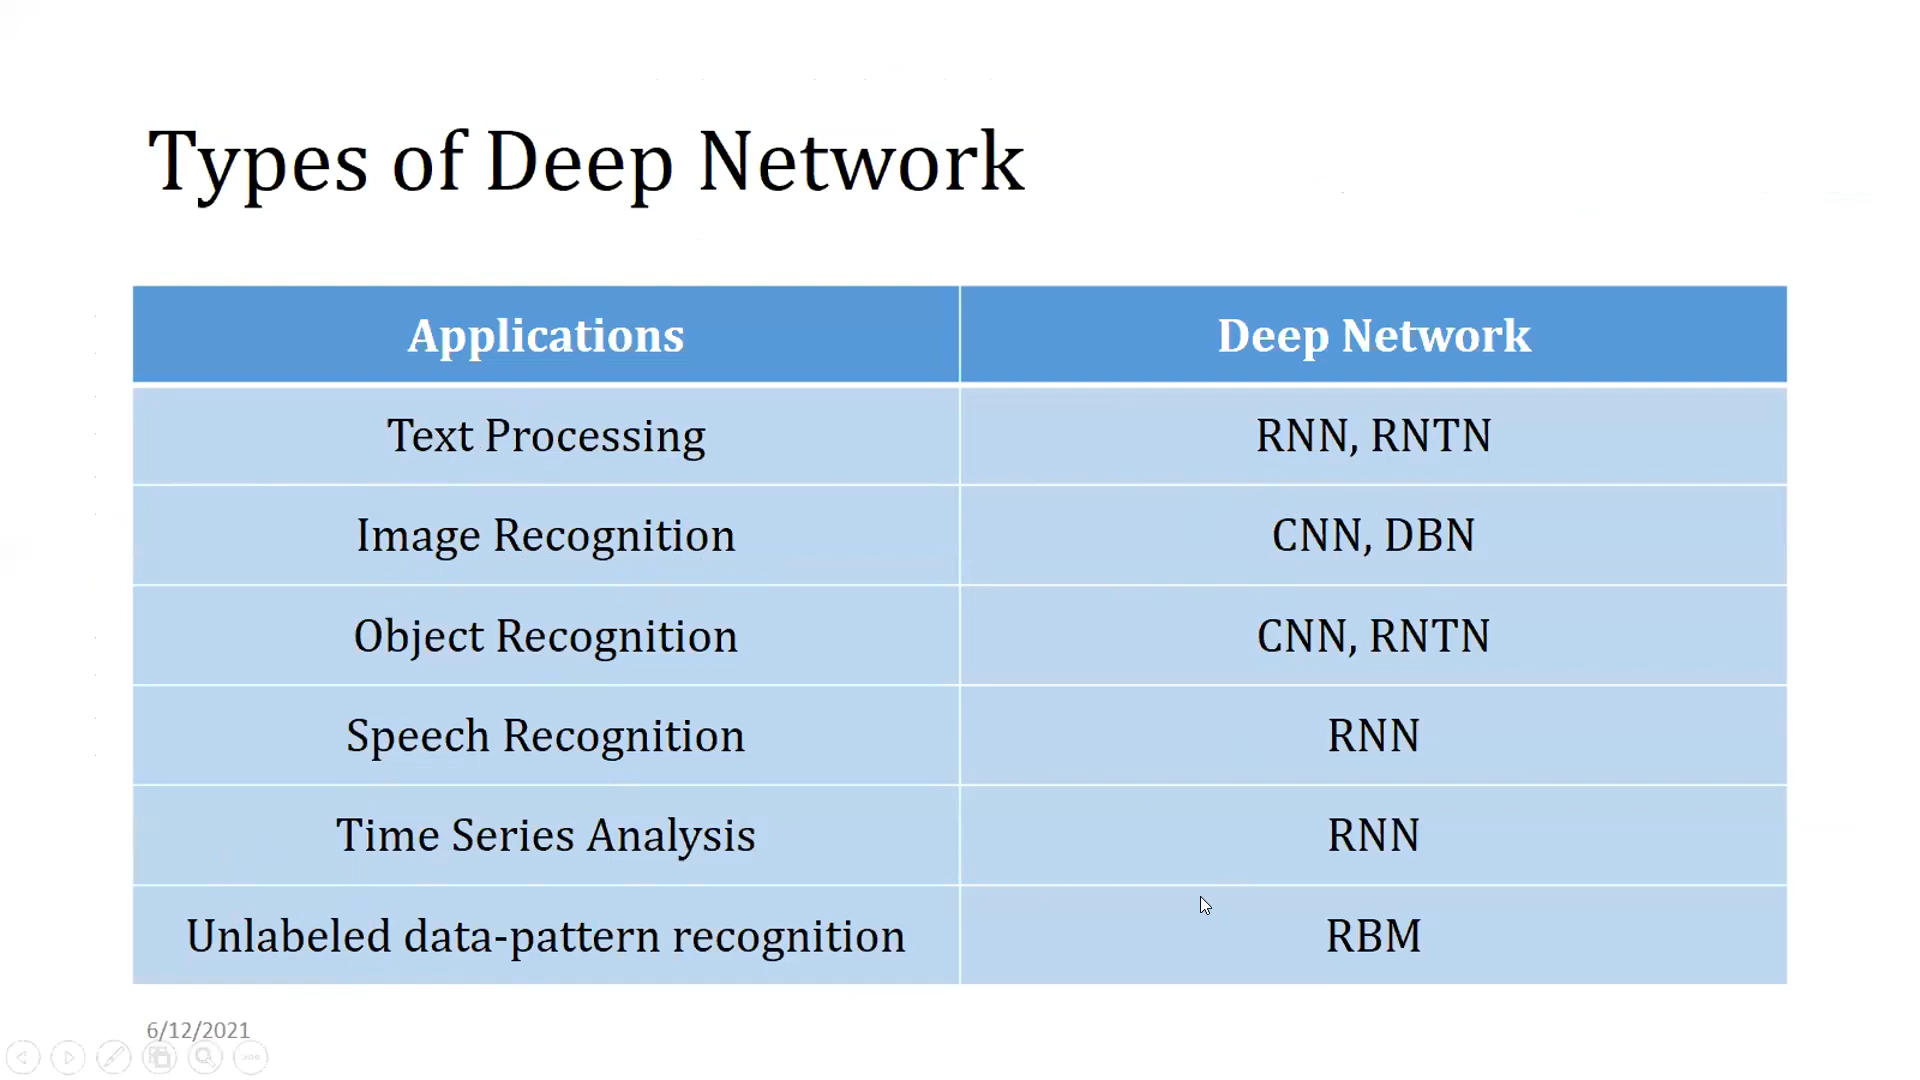 Types of Deep Network
Applications
Deep Network
Text Processing
RNN, RNTN
Image Recognition
CNN, DBN
Object Recognition
CNN, RNTN
Speech Recognition
RNN
Time Series Analysis
RNN
Unlabeled data-pattern recognition
RBM
6/12/2021